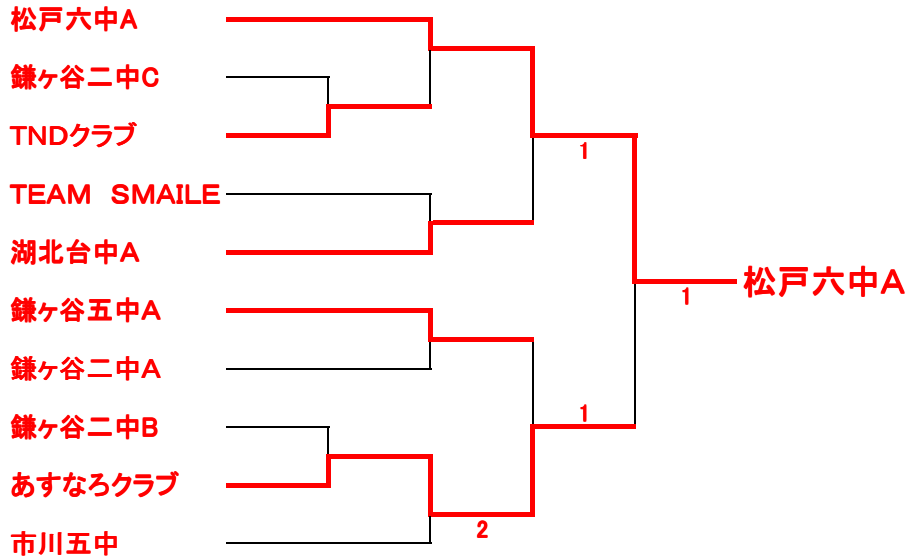 松戸六中A
鎌ヶ谷二中C
TNDクラブ
TEAM　SMAILE
湖北台中A
鎌ヶ谷五中A
鎌ヶ谷二中A
鎌ヶ谷二中B
あすなろクラブ
市川五中
1
1
2
1
松戸六中A